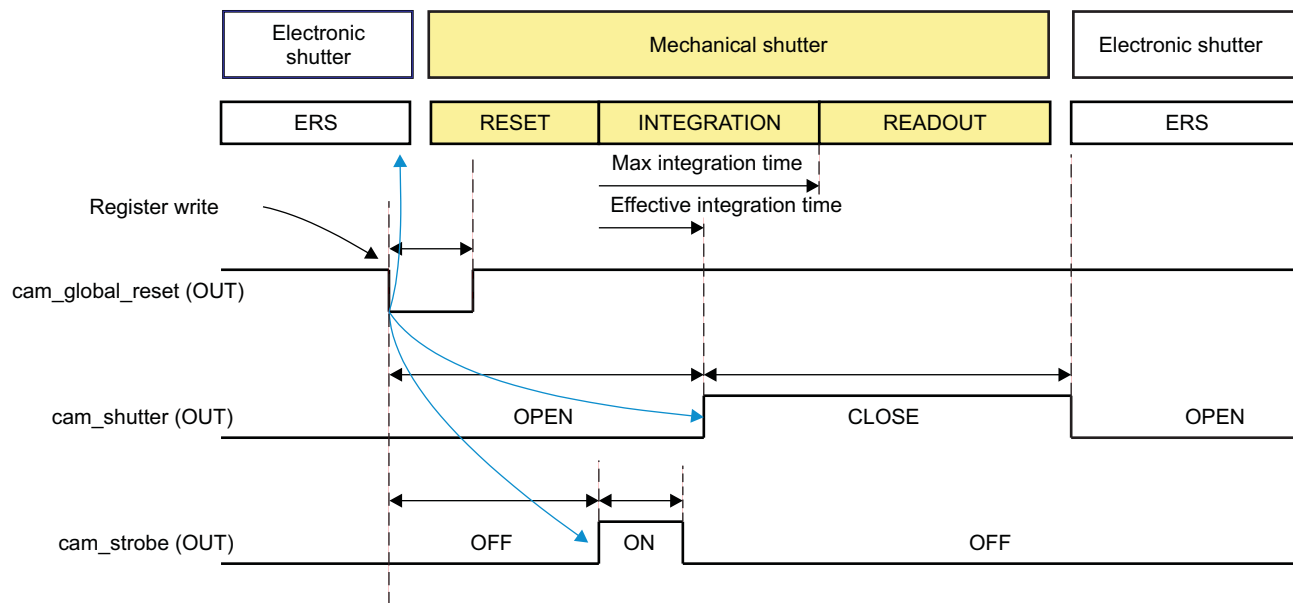 Electronic
shutter
Mechanical shutter
Electronic shutter
ERS
RESET
INTEGRATION
READOUT
ERS
Max integration time
Register write
Effective integration time
cam_global_reset (OUT)
cam_shutter (OUT)
OPEN
CLOSE
OPEN
cam_strobe (OUT)
OFF
ON
OFF